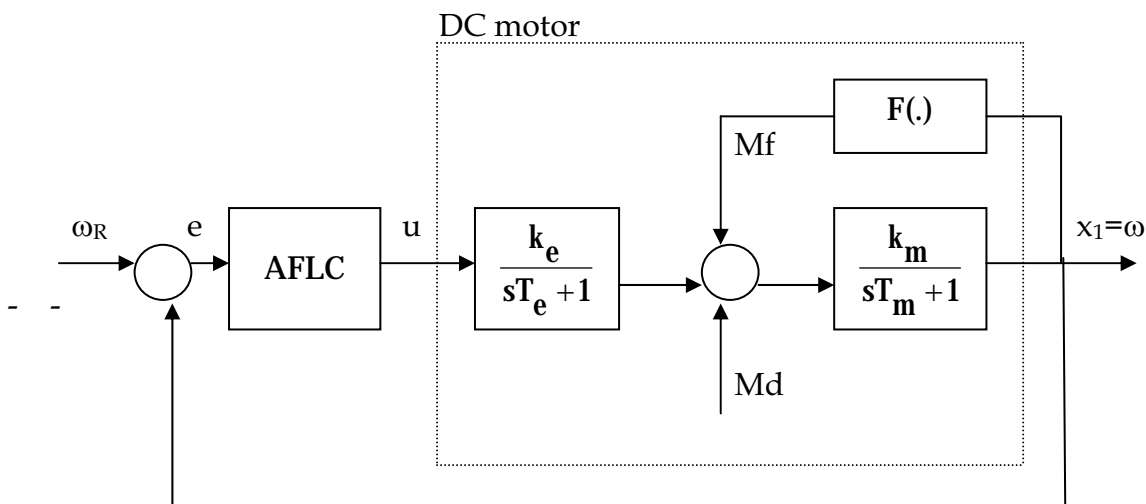 DC motor
F(.)
Mf
ωR
e
AFLC
u
ke
sTe +1
km
sTm +1
x1=ω
- -
Md